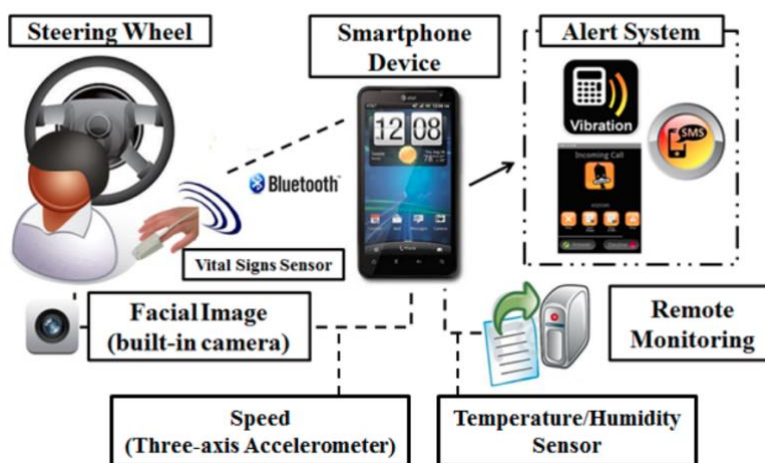 Steering Wheel
Smartphone
Device
Alert System
12 08
Vibration
SMS
Incoming Call
Bluetooth™
Vital Signs Sensor
Facial Image
(built-in camera)
Remote
Monitoring
Speed
(Three-axis Accelerometer)
Temperature/Humidity
Sensor